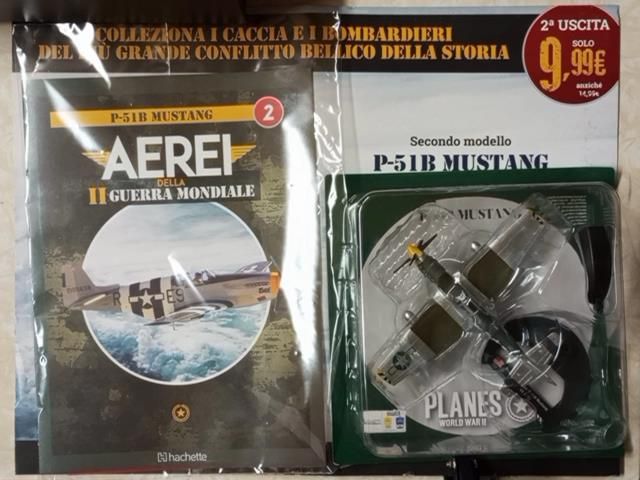 COLLEZIONA I CACCIA E I BOMBARDIERI
DEL PIÙ GRANDE CONFLITTO BELLICO DELLA STORIA
2ª USCITA
SOLO
9,99€
anziché
14,99€
P-51B MUSTANG
2
AEREI
DELLA
II GUERRA MONDIALE
R
ES
hachette
Secondo modello
P-51B MUSTANG
MUSTANG
PLANES
WORLD WAR II